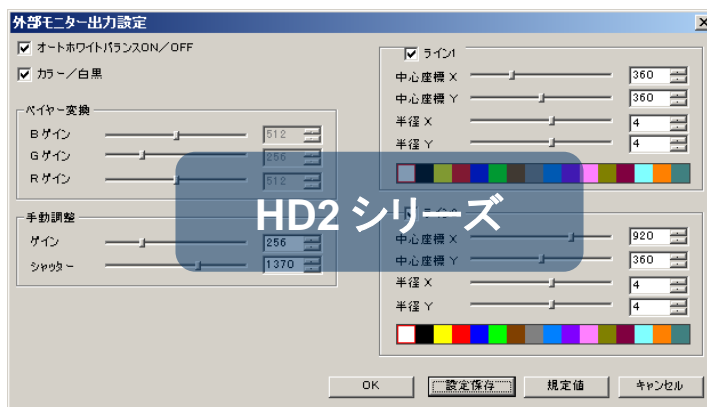 外部モニター出力設定
オートホワイトバランスON/OFF
カラー/白黒
ベイヤー変換
Bゲイン 512
Gゲイン 256
Rゲイン 512
手動調整
ゲイン 256
シャッター 1370
ライン1
中心座標 X 360
中心座標 Y 360
半径 X 4
半径 Y 4
HD2 シリーズ
中心座標 X 920
中心座標 Y 360
半径 X 4
半径 Y 4
OK
設定保存
規定値
キャンセル